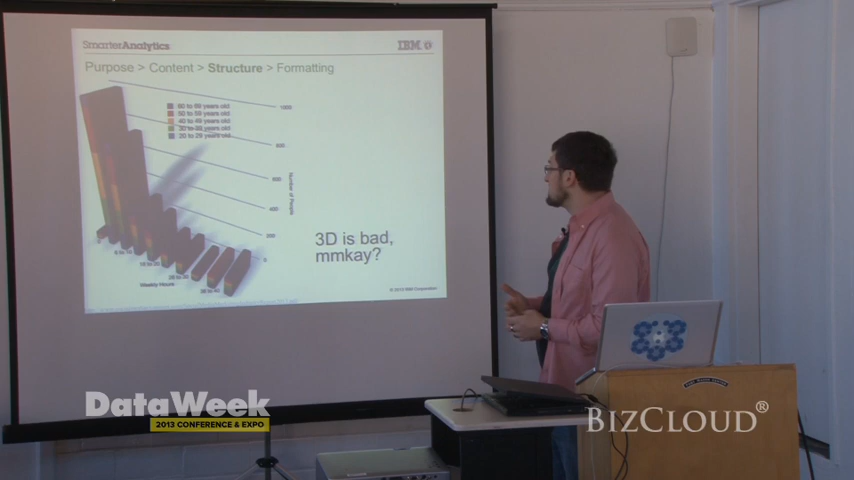 SmarterAnalytics
IBM
Purpose > Content > Structure > Formatting
60 to 69 years old
50 to 59 years old
40 to 49 years old
30 to 39 years old
20 to 29 years old
1000
800
600
400
200
0
Number of People
Weekly Hours
3D is bad,
mmkay?
© 2013 IBM Corporation
DataWeek
2013 CONFERENCE & EXPO
BIZCLOUD®